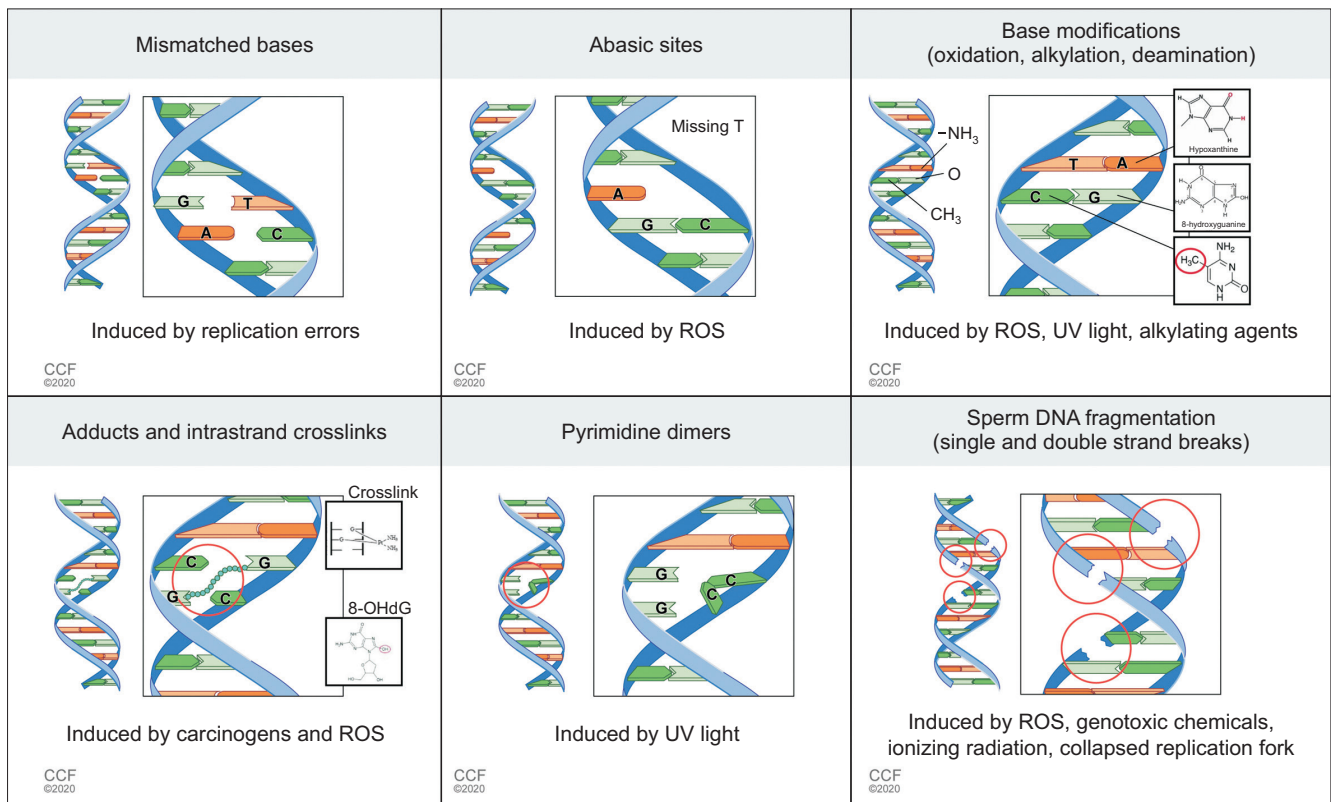 Mismatched bases
G
T
A
C
Induced by replication errors
CCF
©2020
Abasic sites
Missing T
A
G
C
Induced by ROS
CCF
©2020
Base modifications
(oxidation, alkylation, deamination)
–NH₃
O
CH₃
T
A
C
G
Hypoxanthine
8-hydroxyguanine
H₃C
NH₂
N
O
N
H
Induced by ROS, UV light, alkylating agents
CCF
©2020
Adducts and intrastrand crosslinks
Crosslink
C
G
G
C
8-OHdG
Induced by carcinogens and ROS
CCF
©2020
Pyrimidine dimers
G
C
C
G
Induced by UV light
CCF
©2020
Sperm DNA fragmentation
(single and double strand breaks)
Induced by ROS, genotoxic chemicals,
ionizing radiation, collapsed replication fork
CCF
©2020